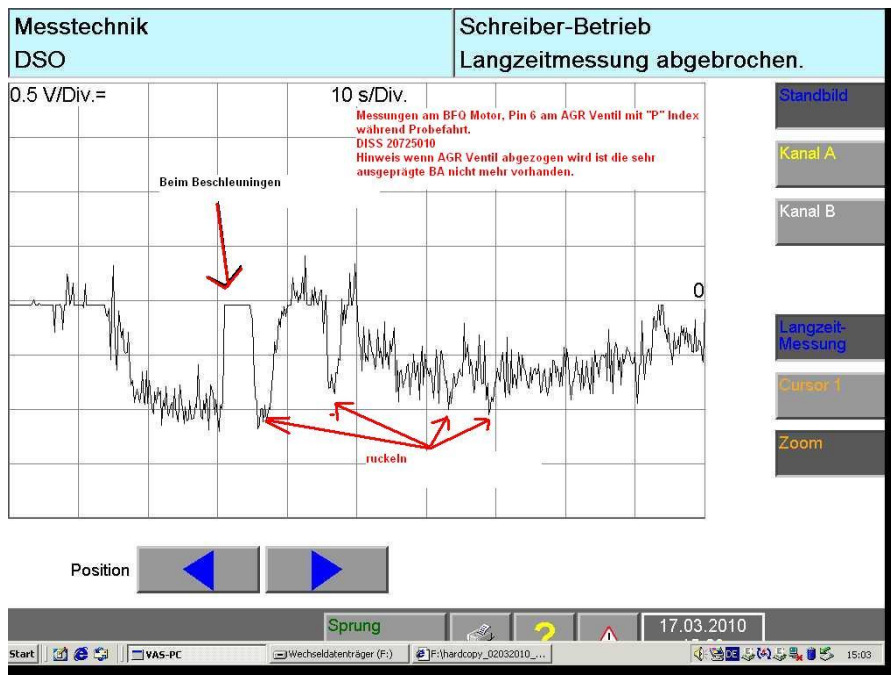 Messtechnik
DSO
Schreiber-Betrieb
Langzeitmessung abgebrochen.
0.5 V/Div.=
10 s/Div.
Messungen am BFQ Motor, Pin 6 am AGR Ventil mit "P" Index
während Probefahrt.
DISS 20725010
Hinweis wenn AGR Ventil abgezogen wird ist die sehr
ausgeprägte BA nicht mehr vorhanden.
Beim Beschleuningen
0
ruckeln
Standbild
Kanal A
Kanal B
Langzeit-
Messung
Cursor 1
Zoom
Position
Sprung
?
17.03.2010
Start
VAS-PC
Wechseldatenträger (F:)
F:\hardcopy_02032010_...
DE
15:03